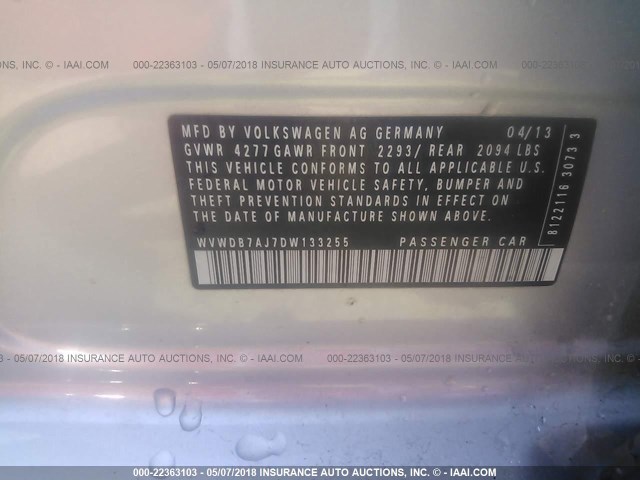 NS, INC. - IAAI.COM 000-22363103 - 05/07/2018 INSURANCE AUTO AUCTIONS, INC. - IAAI.COM 000-22363
MFD BY VOLKSWAGEN AG GERMANY 04/13
GVWR 4277 GAWR FRONT 2293/ REAR 2094 LBS
THIS VEHICLE CONFORMS TO ALL APPLICABLE U.S.
FEDERAL MOTOR VEHICLE SAFETY, BUMPER AND
THEFT PREVENTION STANDARDS IN EFFECT ON
THE DATE OF MANUFACTURE SHOWN ABOVE.
WVWDB7AJ7DW133255 PASSENGER CAR
8122116 3073 3
3 - 05/07/2018 INSURANCE AUTO AUCTIONS, INC. - IAAI.COM 000-22363103 - 05/07/2018 INSURANCE AUTO AUCTIONS, INC. -
000-22363103 - 05/07/2018 INSURANCE AUTO AUCTIONS, INC. - IAAI.COM